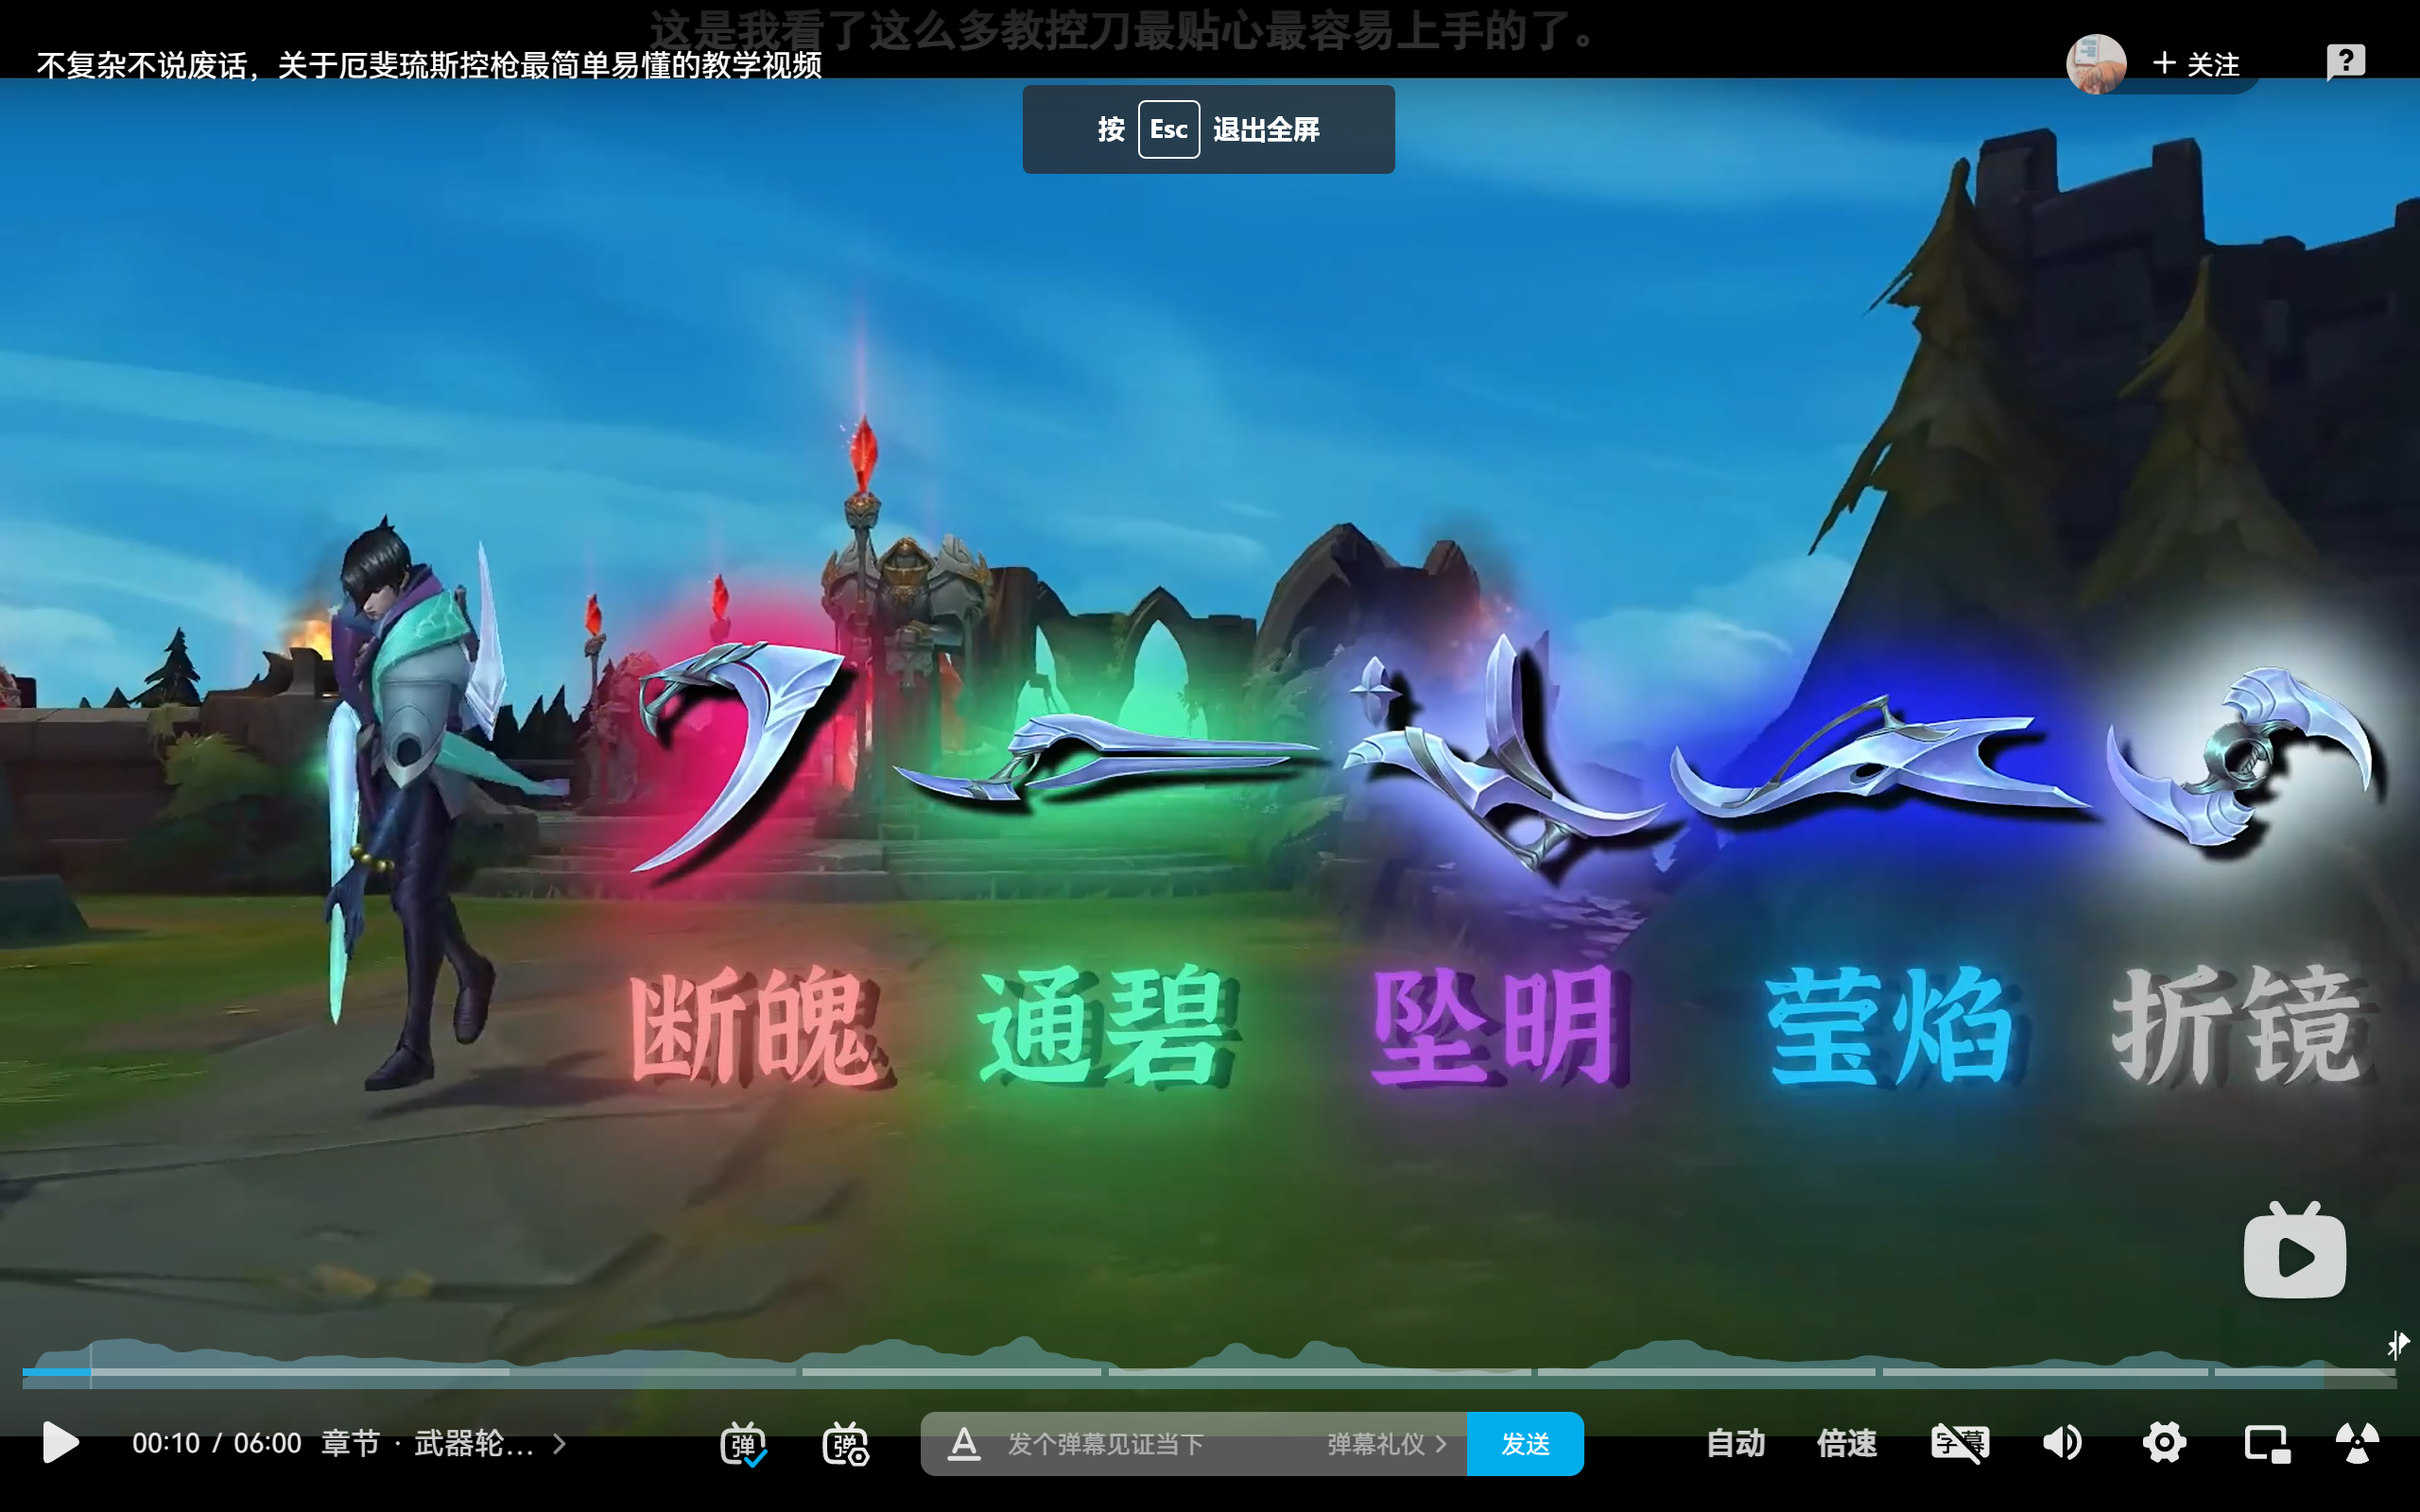 这是我看了这么多教控刀最贴心最容易上手的了。
不复杂不说废话，关于厄斐琉斯控枪最简单易懂的教学视频
+ 关注
?
按 Esc 退出全屏
断魄 通碧 坠明 莹焰 折镜
00:10 / 06:00 章节 · 武器轮… 弹 弹 A 发个弹幕见证当下 弹幕礼仪 发送 自动 倍速 字幕